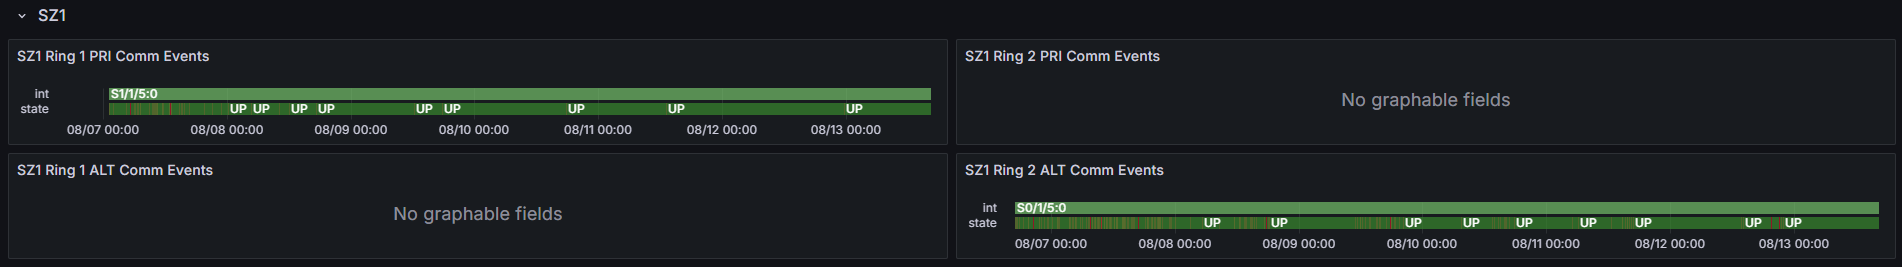 SZ1
SZ1 Ring 1 PRI Comm Events
int S1/1/5:0
state UP UP UP UP UP UP UP UP UP
08/07 00:00 08/08 00:00 08/09 00:00 08/10 00:00 08/11 00:00 08/12 00:00 08/13 00:00
SZ1 Ring 2 PRI Comm Events
No graphable fields
SZ1 Ring 1 ALT Comm Events
No graphable fields
SZ1 Ring 2 ALT Comm Events
int S0/1/5:0
state UP UP UP UP UP UP UP UP UP
08/07 00:00 08/08 00:00 08/09 00:00 08/10 00:00 08/11 00:00 08/12 00:00 08/13 00:00